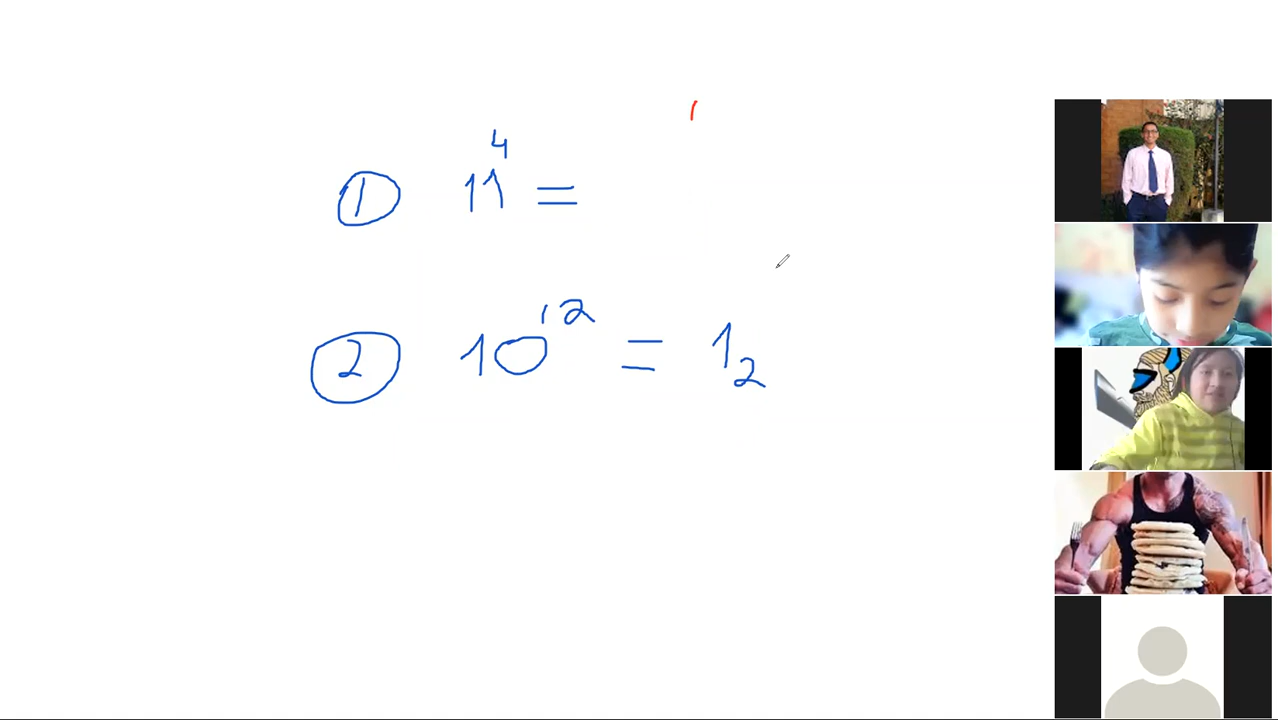 ① 11⁴ =
② 10¹² = 1₂